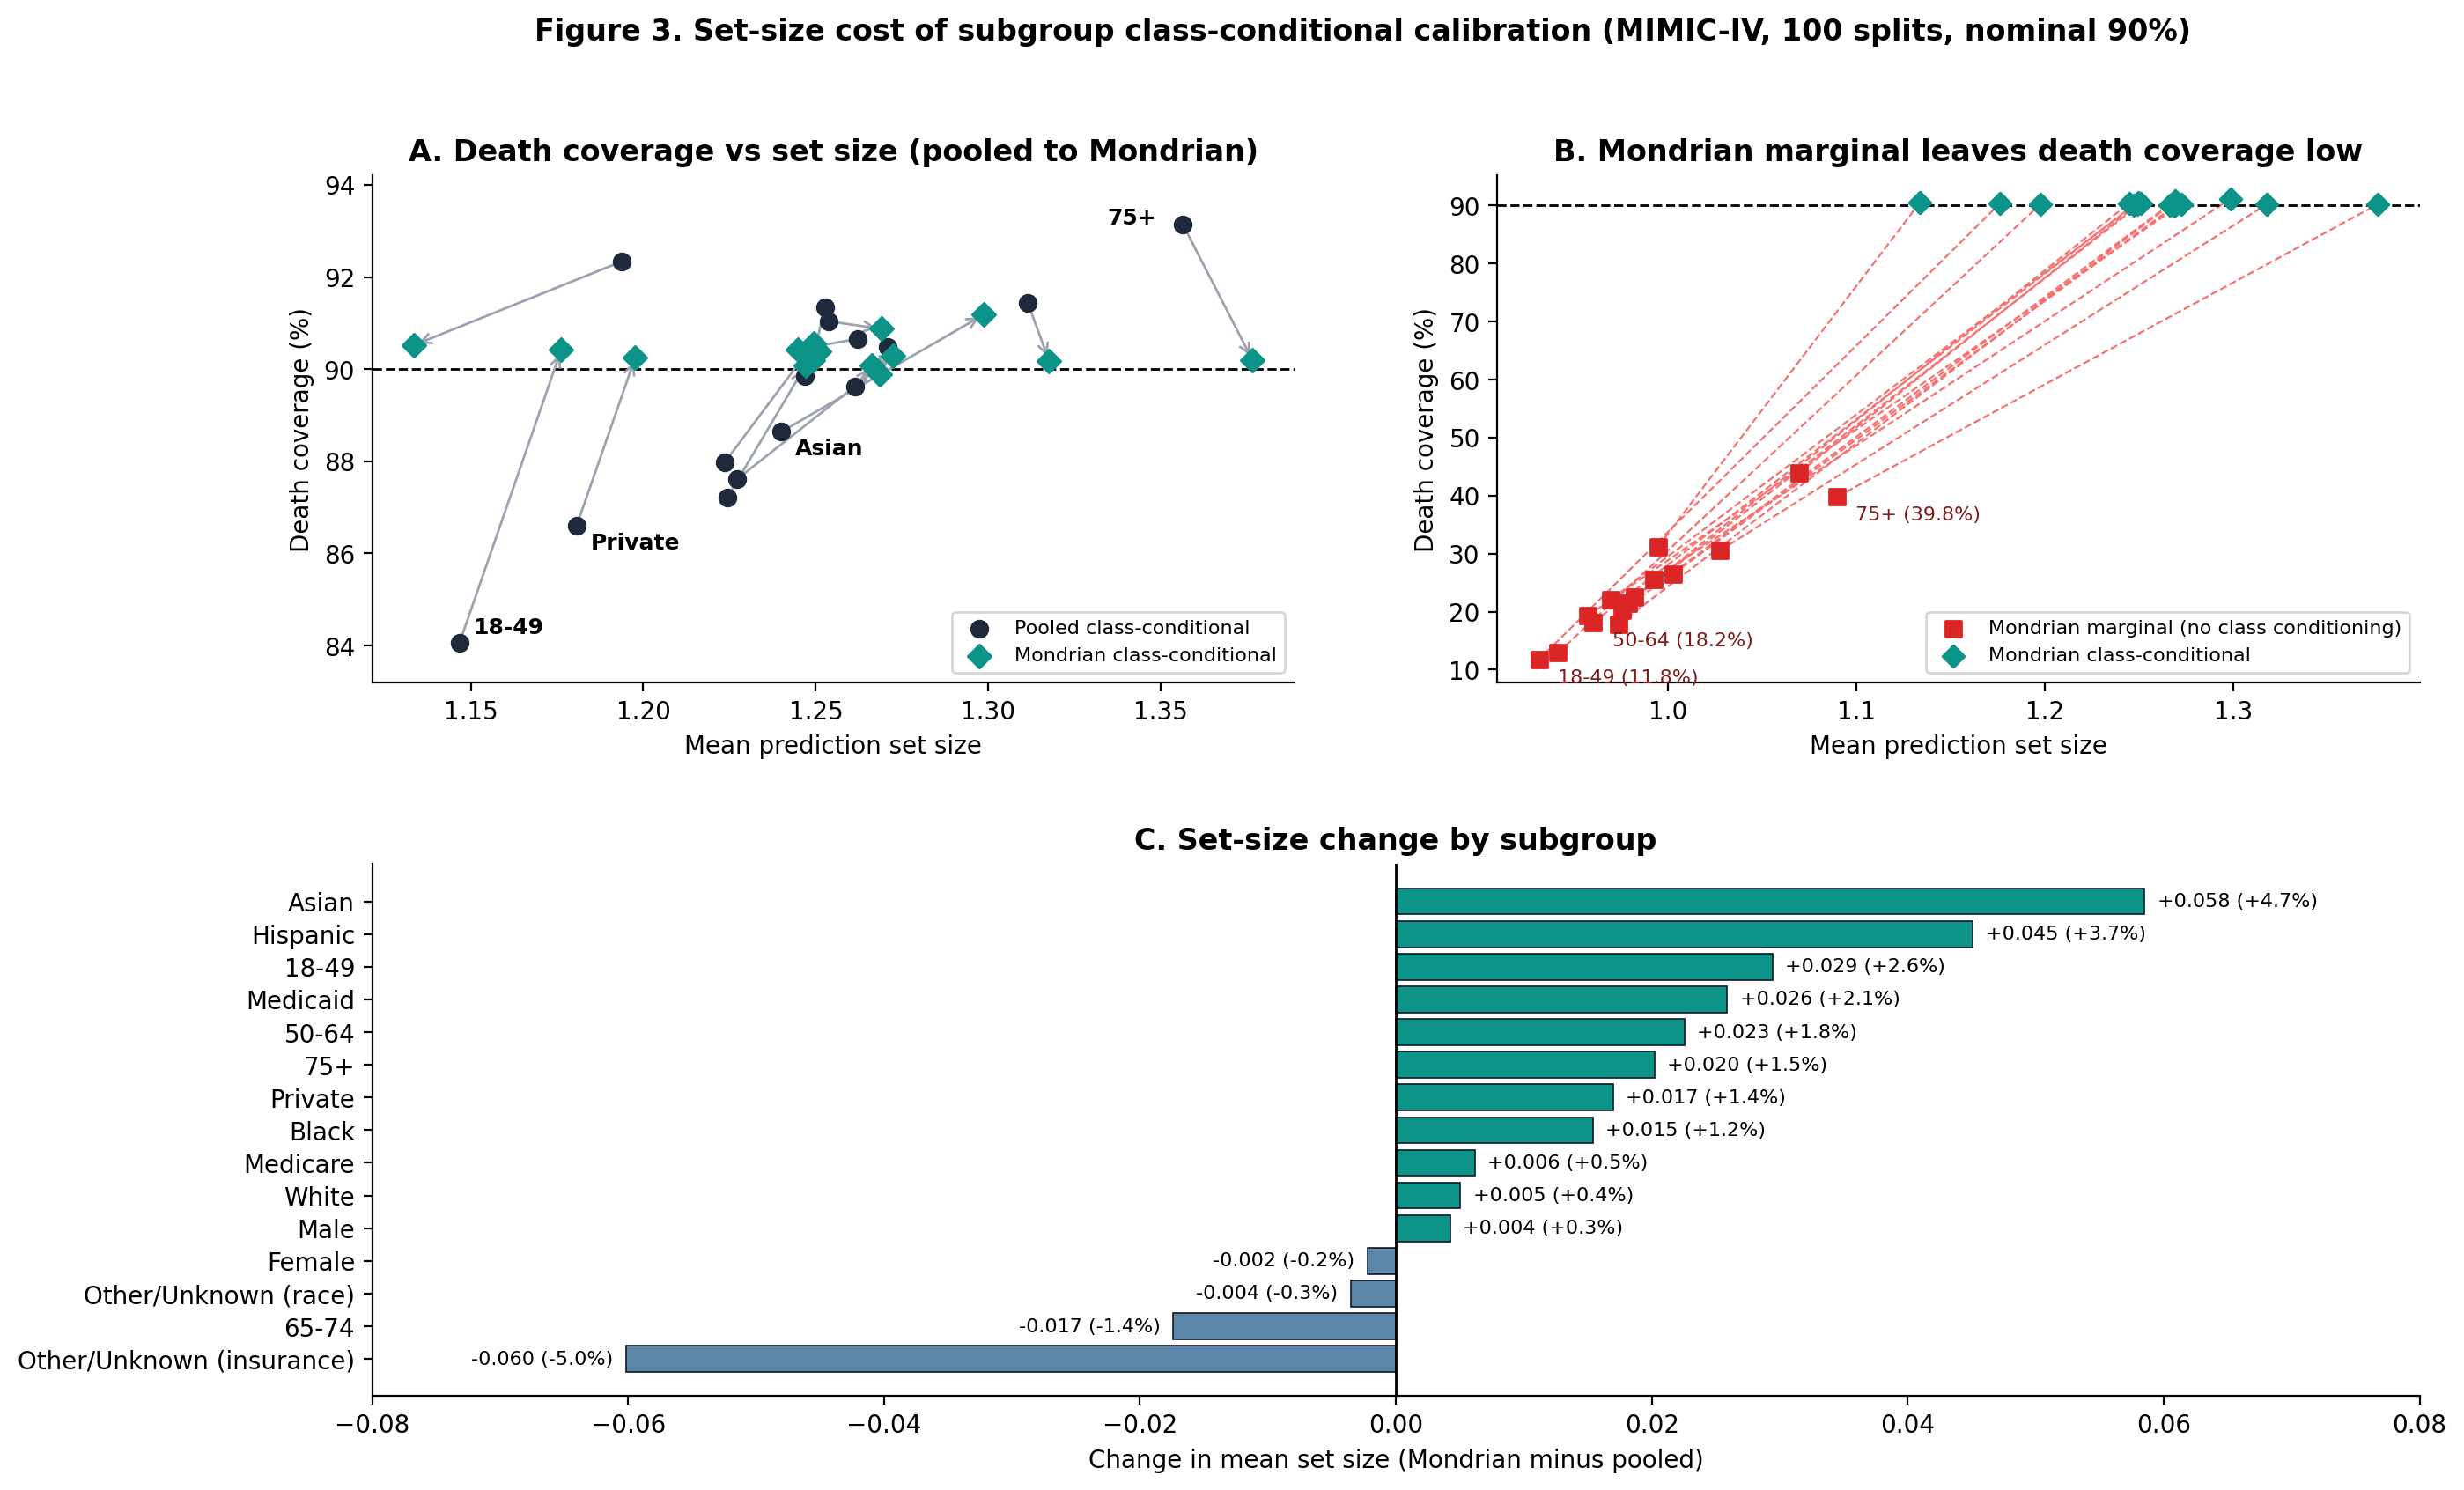 Figure 3. Set-size cost of subgroup class-conditional calibration (MIMIC-IV, 100 splits, nominal 90%)
A. Death coverage vs set size (pooled to Mondrian)
Death coverage (%)
94
92
90
88
86
84
75+
Asian
Private
18-49
Pooled class-conditional
Mondrian class-conditional
1.15
1.20
1.25
1.30
1.35
Mean prediction set size
B. Mondrian marginal leaves death coverage low
Death coverage (%)
90
80
70
60
50
40
30
20
10
75+ (39.8%)
50-64 (18.2%)
18-49 (11.8%)
Mondrian marginal (no class conditioning)
Mondrian class-conditional
1.0
1.1
1.2
1.3
Mean prediction set size
C. Set-size change by subgroup
Asian
+0.058 (+4.7%)
Hispanic
+0.045 (+3.7%)
18-49
+0.029 (+2.6%)
Medicaid
+0.026 (+2.1%)
50-64
+0.023 (+1.8%)
75+
+0.020 (+1.5%)
Private
+0.017 (+1.4%)
Black
+0.015 (+1.2%)
Medicare
+0.006 (+0.5%)
White
+0.005 (+0.4%)
Male
+0.004 (+0.3%)
Female
-0.002 (-0.2%)
Other/Unknown (race)
-0.004 (-0.3%)
65-74
-0.017 (-1.4%)
Other/Unknown (insurance)
-0.060 (-5.0%)
−0.08
−0.06
−0.04
−0.02
0.00
0.02
0.04
0.06
0.08
Change in mean set size (Mondrian minus pooled)